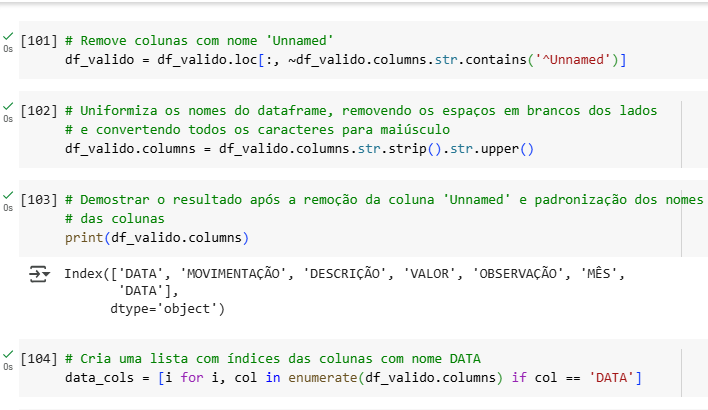 [101] # Remove colunas com nome 'Unnamed'
0s
df_valido = df_valido.loc[:, ~df_valido.columns.str.contains('^Unnamed')]
[102] # Uniformiza os nomes do dataframe, removendo os espaços em brancos dos lados
0s
# e convertendo todos os caracteres para maiúsculo
df_valido.columns = df_valido.columns.str.strip().str.upper()
[103] # Demostrar o resultado após a remoção da coluna 'Unnamed' e padronização dos nomes
0s
# das colunas
print(df_valido.columns)
Index(['DATA', 'MOVIMENTAÇÃO', 'DESCRIÇÃO', 'VALOR', 'OBSERVAÇÃO', 'MÊS',
'DATA'],
dtype='object')
[104] # Cria uma lista com índices das colunas com nome DATA
0s
data_cols = [i for i, col in enumerate(df_valido.columns) if col == 'DATA']